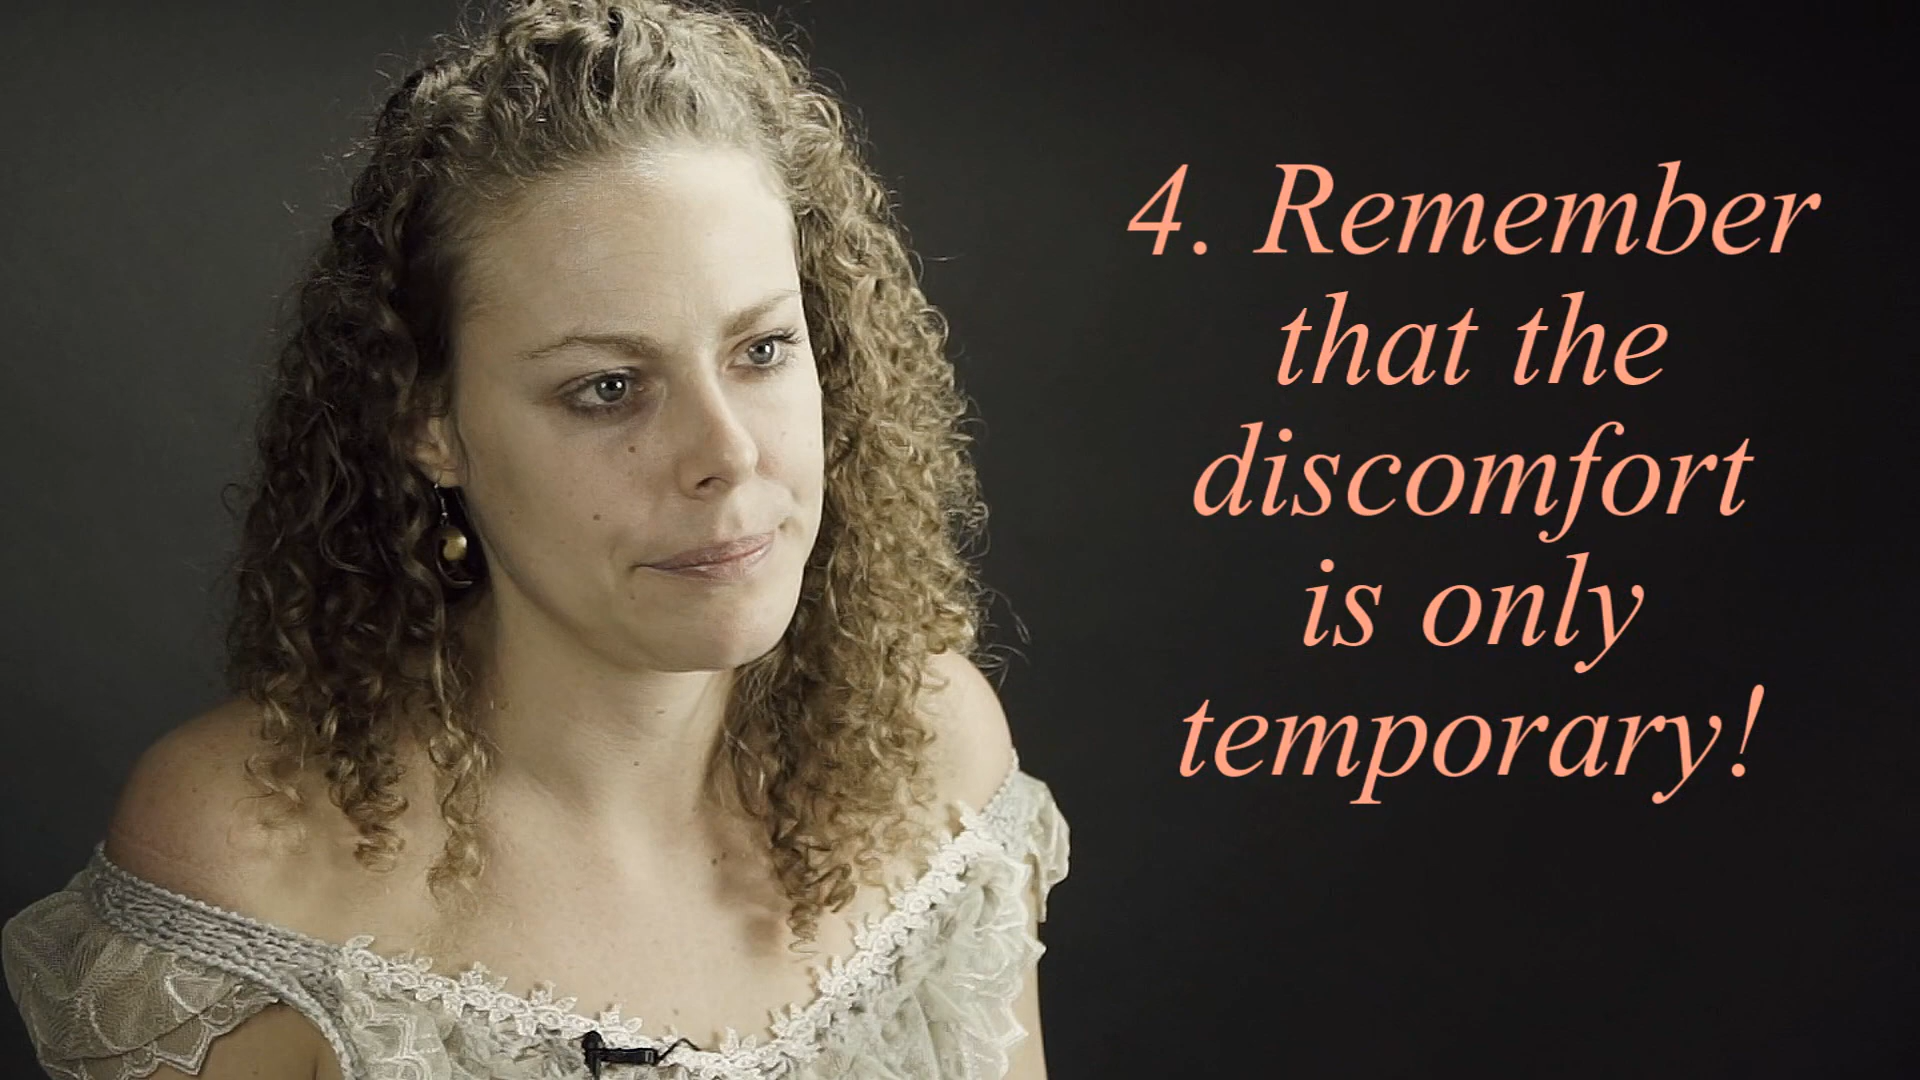 4. Remember
that the
discomfort
is only
temporary!